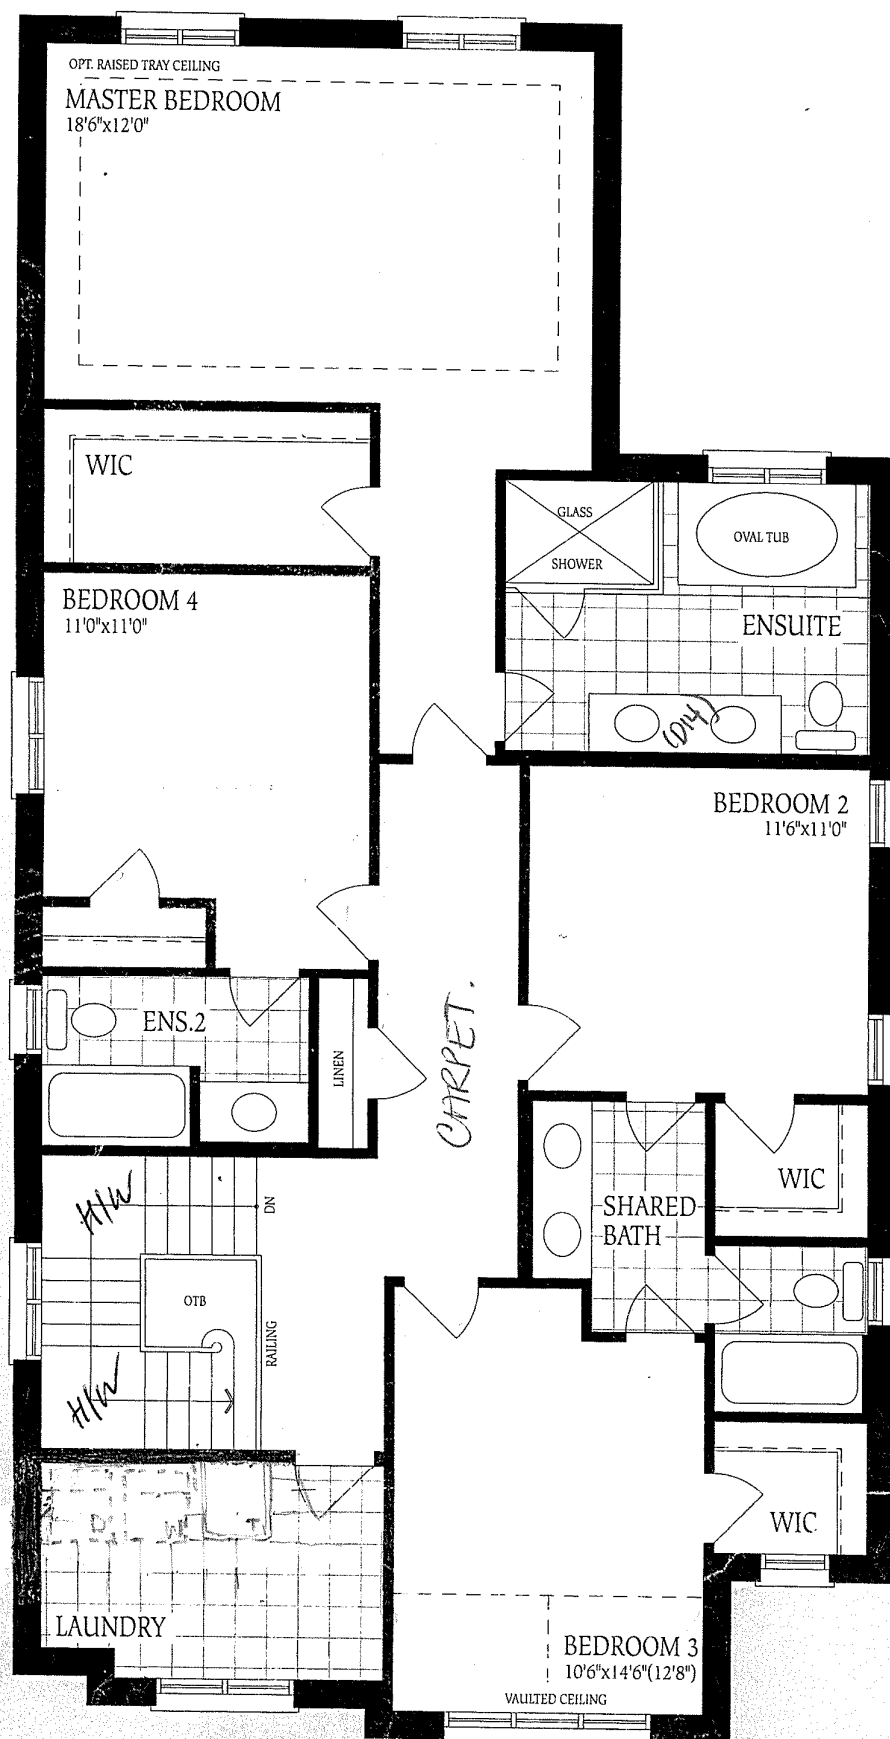 OPT. RAISED TRAY CEILING
MASTER BEDROOM
18'6"x12'0"
WIC
GLASS
SHOWER
OVAL TUB
BEDROOM 4
11'0"x11'0"
ENSUITE
(D14)
BEDROOM 2
11'6"x11'0"
ENS.2
LINEN
CARPET.
WIC
SHARED
BATH
H/W
DN
OTB
RAILING
H/W
D
W
T
WIC
LAUNDRY
BEDROOM 3
10'6"x14'6"(12'8")
VAULTED CEILING